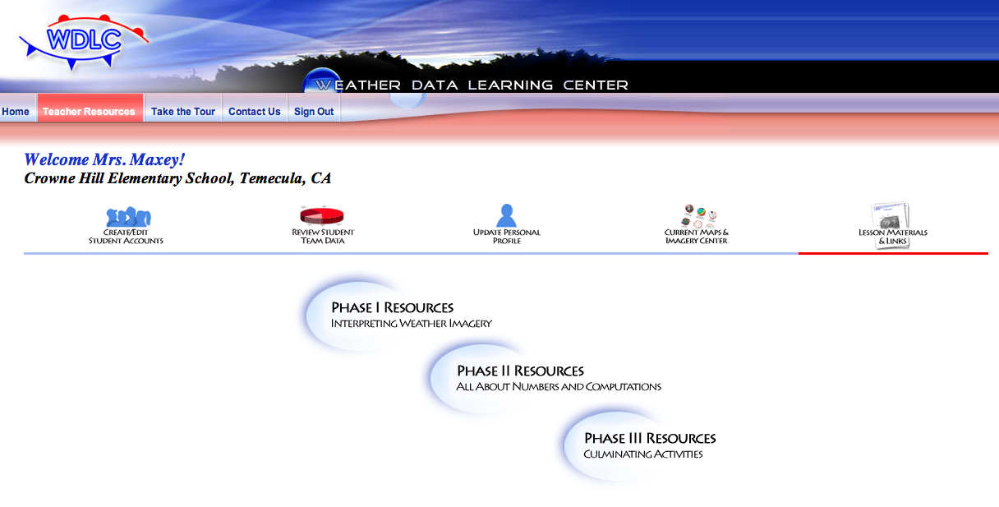 WDLC
WEATHER DATA LEARNING CENTER
Home
Teacher Resources
Take the Tour
Contact Us
Sign Out
Welcome Mrs. Maxey!
Crowne Hill Elementary School, Temecula, CA
CREATE/EDIT
STUDENT ACCOUNTS
REVIEW STUDENT
TEAM DATA
UPDATE PERSONAL
PROFILE
CURRENT MAPS &
IMAGERY CENTER
LESSON MATERIALS
& LINKS
PHASE I RESOURCES
INTERPRETING WEATHER IMAGERY
PHASE II RESOURCES
ALL ABOUT NUMBERS AND COMPUTATIONS
PHASE III RESOURCES
CULMINATING ACTIVITIES